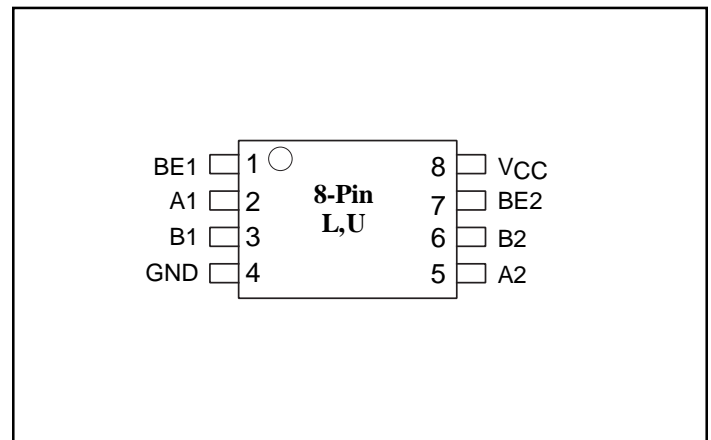 BE1 1 8 VCC
A1 2 8-Pin 7 BE2
L,U
B1 3 6 B2
GND 4 5 A2